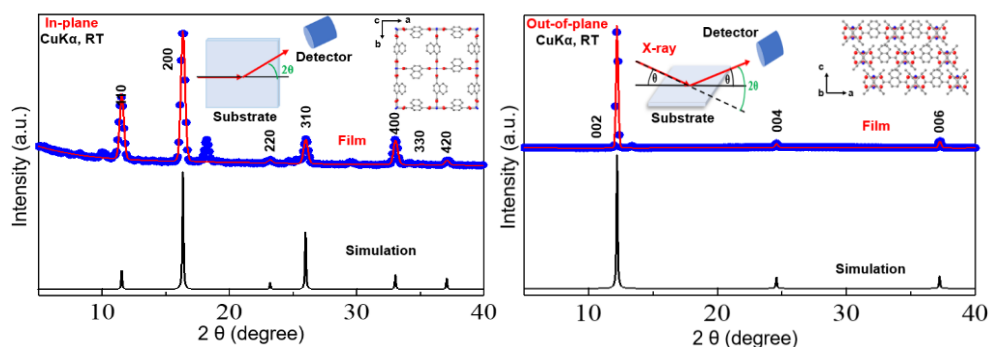 In-plane
CuKα, RT
Detector
2θ
Substrate
c
a
b
110
200
220
310
400
330
420
Film
Simulation
Intensity (a.u.)
10
20
30
40
2 θ (degree)
Out-of-plane
CuKα, RT
X-ray
Detector
θ
θ
2θ
Substrate
c
b
a
002
004
006
Film
Simulation
Intensity (a.u.)
10
20
30
40
2 θ (degree)